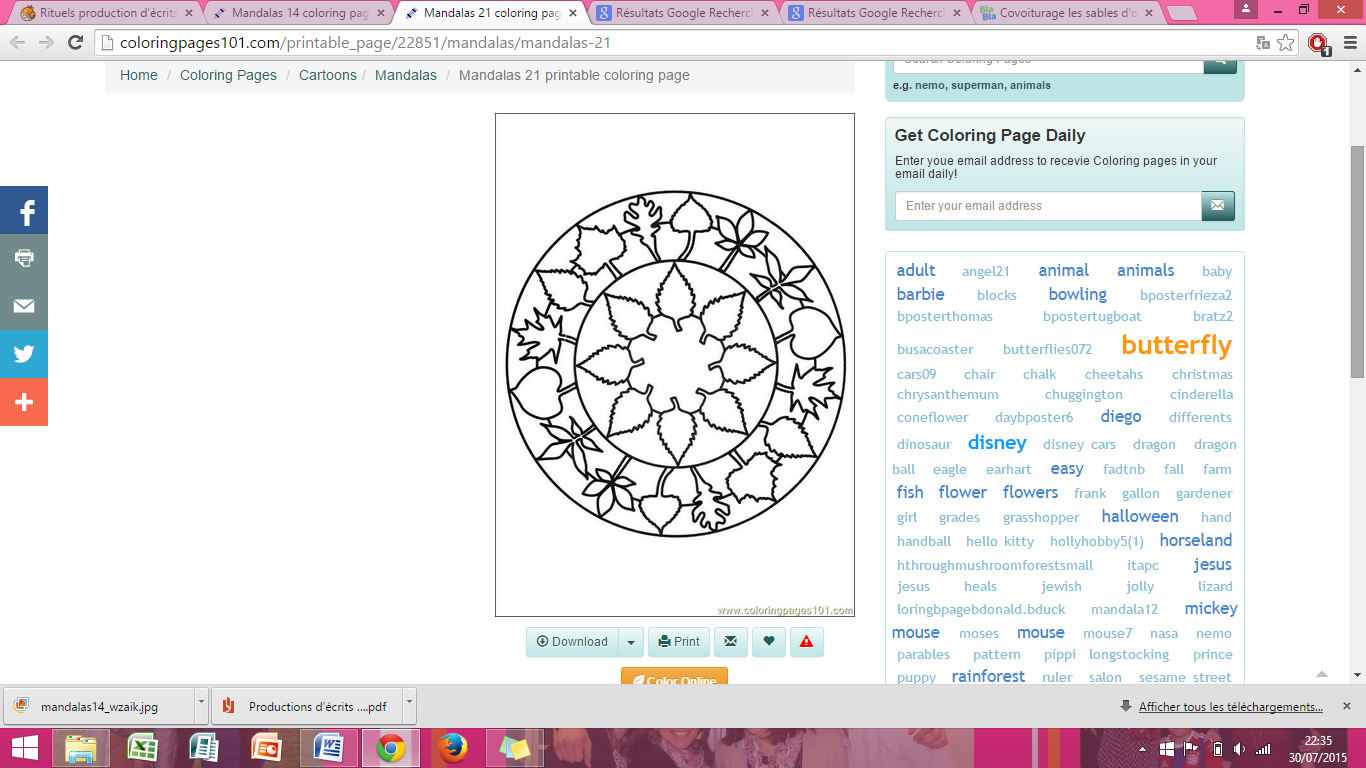 Rituels production d'écrits
Mandalas 14 coloring pag
Mandalas 21 coloring pag
Résultats Google Recherc
Résultats Google Recherc
Covoiturage les sables d'o
coloringpages101.com/printable_page/22851/mandalas/mandalas-21
1
Home / Coloring Pages / Cartoons / Mandalas / Mandalas 21 printable coloring page
Search Coloring Pages
e.g. nemo, superman, animals
Get Coloring Page Daily
Enter youe email address to recevie Coloring pages in your
email daily!
Enter your email address
adult angel21 animal animals baby
barbie blocks bowling bposterfrieza2
bposterthomas bpostertugboat bratz2
busacoaster butterflies072 butterfly
cars09 chair chalk cheetahs christmas
chrysanthemum chuggington cinderella
coneflower daybposter6 diego differents
dinosaur disney disney cars dragon dragon
ball eagle earhart easy fadtnb fall farm
fish flower flowers frank gallon gardener
girl grades grasshopper halloween hand
handball hello kitty hollyhobby5(1) horseland
hthroughmushroomforestsmall itapc jesus
jesus heals jewish jolly lizard
loringbpagebdonald.bduck mandala12 mickey
mouse moses mouse mouse7 nasa nemo
parables pattern pippi longstocking prince
puppy rainforest ruler salon sesame street
www.coloringpages101.com
Download Print
Color Online
mandalas14_wzaik.jpg
Productions d'écrits ....pdf
Afficher tous les téléchargements...
22:35
30/07/2015